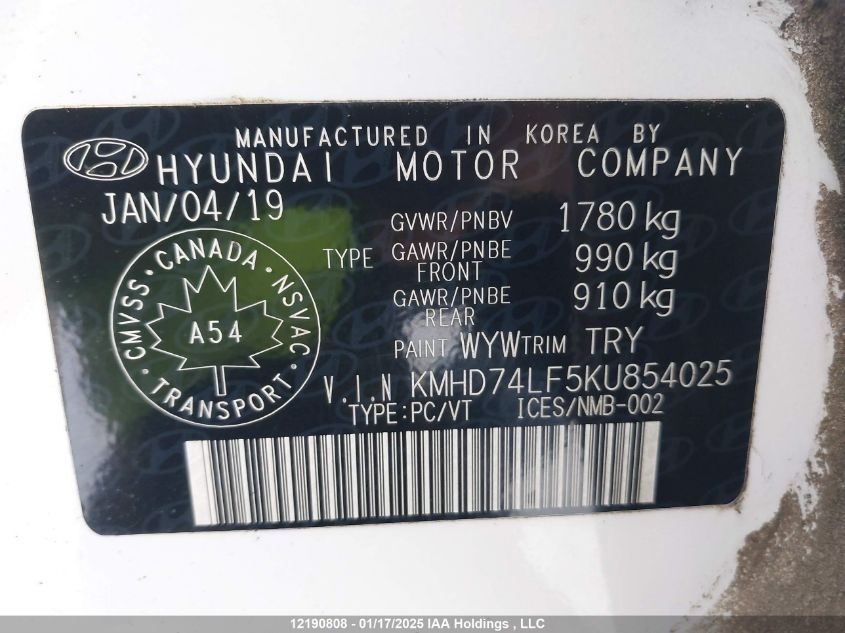 MANUFACTURED IN KOREA BY
HYUNDAI MOTOR COMPANY
JAN/04/19
GVWR/PNBV 1780 kg
TYPE GAWR/PNBE FRONT 990 kg
GAWR/PNBE REAR 910 kg
PAINT WYW TRIM TRY
V.I.N KMHD74LF5KU854025
TYPE:PC/VT ICES/NMB-002
CMVSS · CANADA · NSVAC
A54
TRANSPORT
12190808 - 01/17/2025 IAA Holdings , LLC